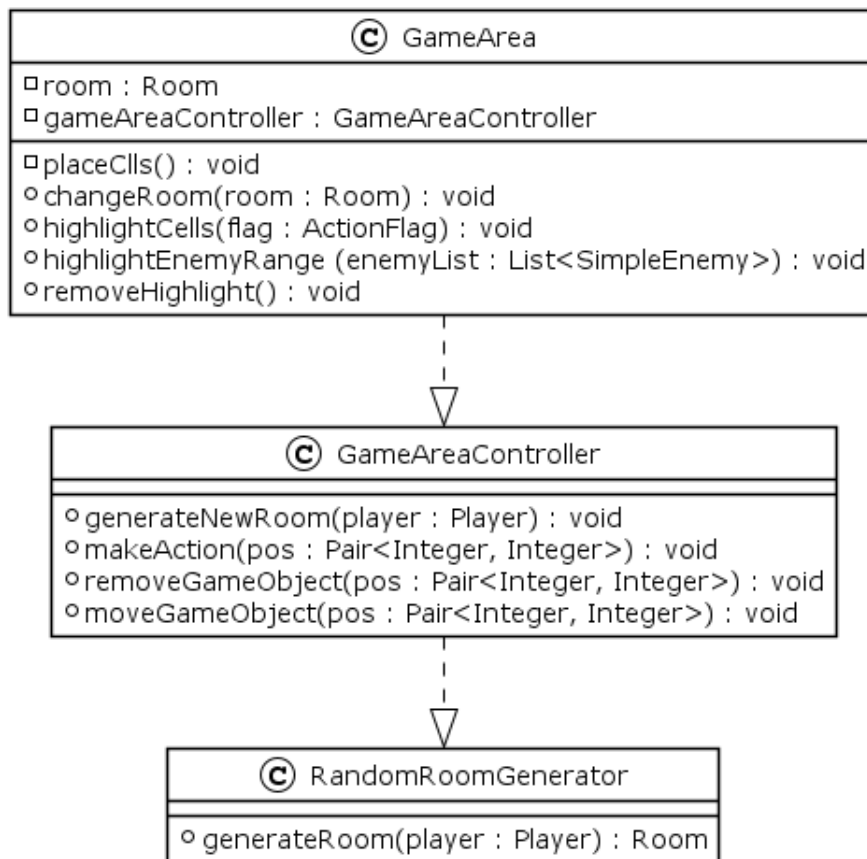 C GameArea
room : Room
gameAreaController : GameAreaController
placeClls() : void
changeRoom(room : Room) : void
highlightCells(flag : ActionFlag) : void
highlightEnemyRange (enemyList : List<SimpleEnemy>) : void
removeHighlight() : void
C GameAreaController
generateNewRoom(player : Player) : void
makeAction(pos : Pair<Integer, Integer>) : void
removeGameObject(pos : Pair<Integer, Integer>) : void
moveGameObject(pos : Pair<Integer, Integer>) : void
C RandomRoomGenerator
generateRoom(player : Player) : Room